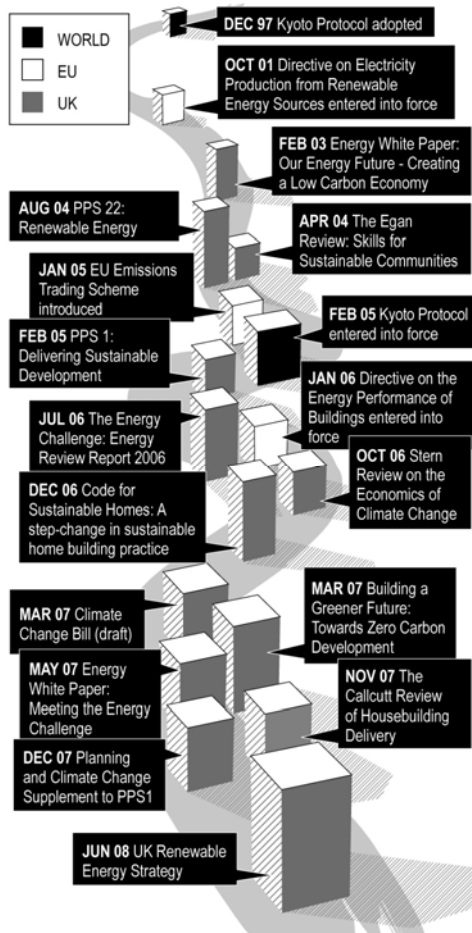 WORLD
EU
UK
DEC 97 Kyoto Protocol adopted
OCT 01 Directive on Electricity
Production from Renewable
Energy Sources entered into force
FEB 03 Energy White Paper:
Our Energy Future - Creating
a Low Carbon Economy
AUG 04 PPS 22:
Renewable Energy
APR 04 The Egan
Review: Skills for
Sustainable Communities
JAN 05 EU Emissions
Trading Scheme
introduced
FEB 05 Kyoto Protocol
entered into force
FEB 05 PPS 1:
Delivering Sustainable
Development
JAN 06 Directive on the
Energy Performance of
Buildings entered into
force
JUL 06 The Energy
Challenge: Energy
Review Report 2006
OCT 06 Stern
Review on the
Economics of
Climate Change
DEC 06 Code for
Sustainable Homes: A
step-change in sustainable
home building practice
MAR 07 Building a
Greener Future:
Towards Zero Carbon
Development
MAR 07 Climate
Change Bill (draft)
MAY 07 Energy
White Paper:
Meeting the Energy
Challenge
NOV 07 The
Callcutt Review
of Housebuilding
Delivery
DEC 07 Planning
and Climate Change
Supplement to PPS1
JUN 08 UK Renewable
Energy Strategy